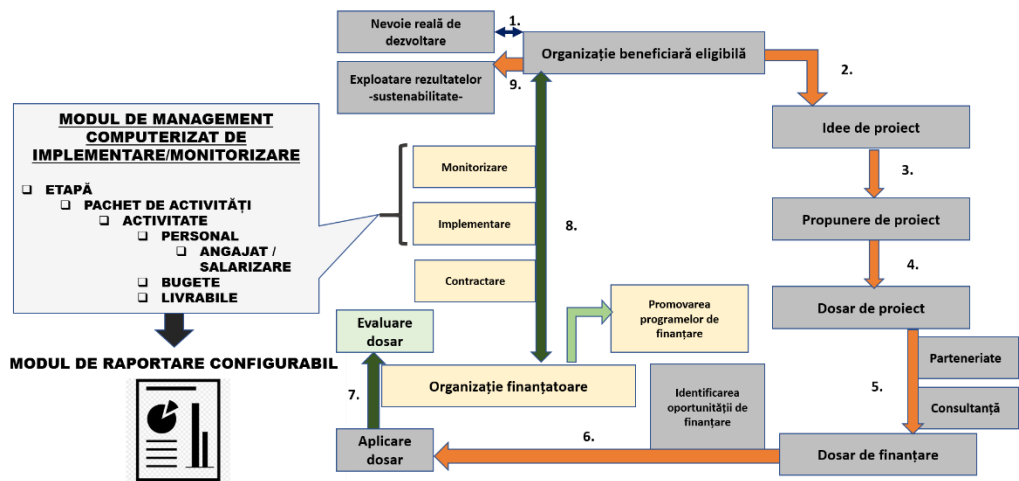 Nevoie reală de
dezvoltare
1.
Organizație beneficiară eligibilă
2.
Exploatare rezultatelor
-sustenabilitate-
9.
MODUL DE MANAGEMENT
COMPUTERIZAT DE
IMPLEMENTARE/MONITORIZARE
❑ ETAPĂ
❑ PACHET DE ACTIVITĂȚI
❑ ACTIVITATE
❑ PERSONAL
❑ ANGAJAT /
SALARIZARE
❑ BUGETE
❑ LIVRABILE
MODUL DE RAPORTARE CONFIGURABIL
Monitorizare
Implementare
Contractare
8.
Idee de proiect
3.
Propunere de proiect
4.
Dosar de proiect
Promovarea
programelor de
finanțare
Evaluare
dosar
Organizație finanțatoare
7.
Aplicare
dosar
Identificarea
oportunității de
finanțare
6.
5.
Parteneriate
Consultanță
Dosar de finanțare